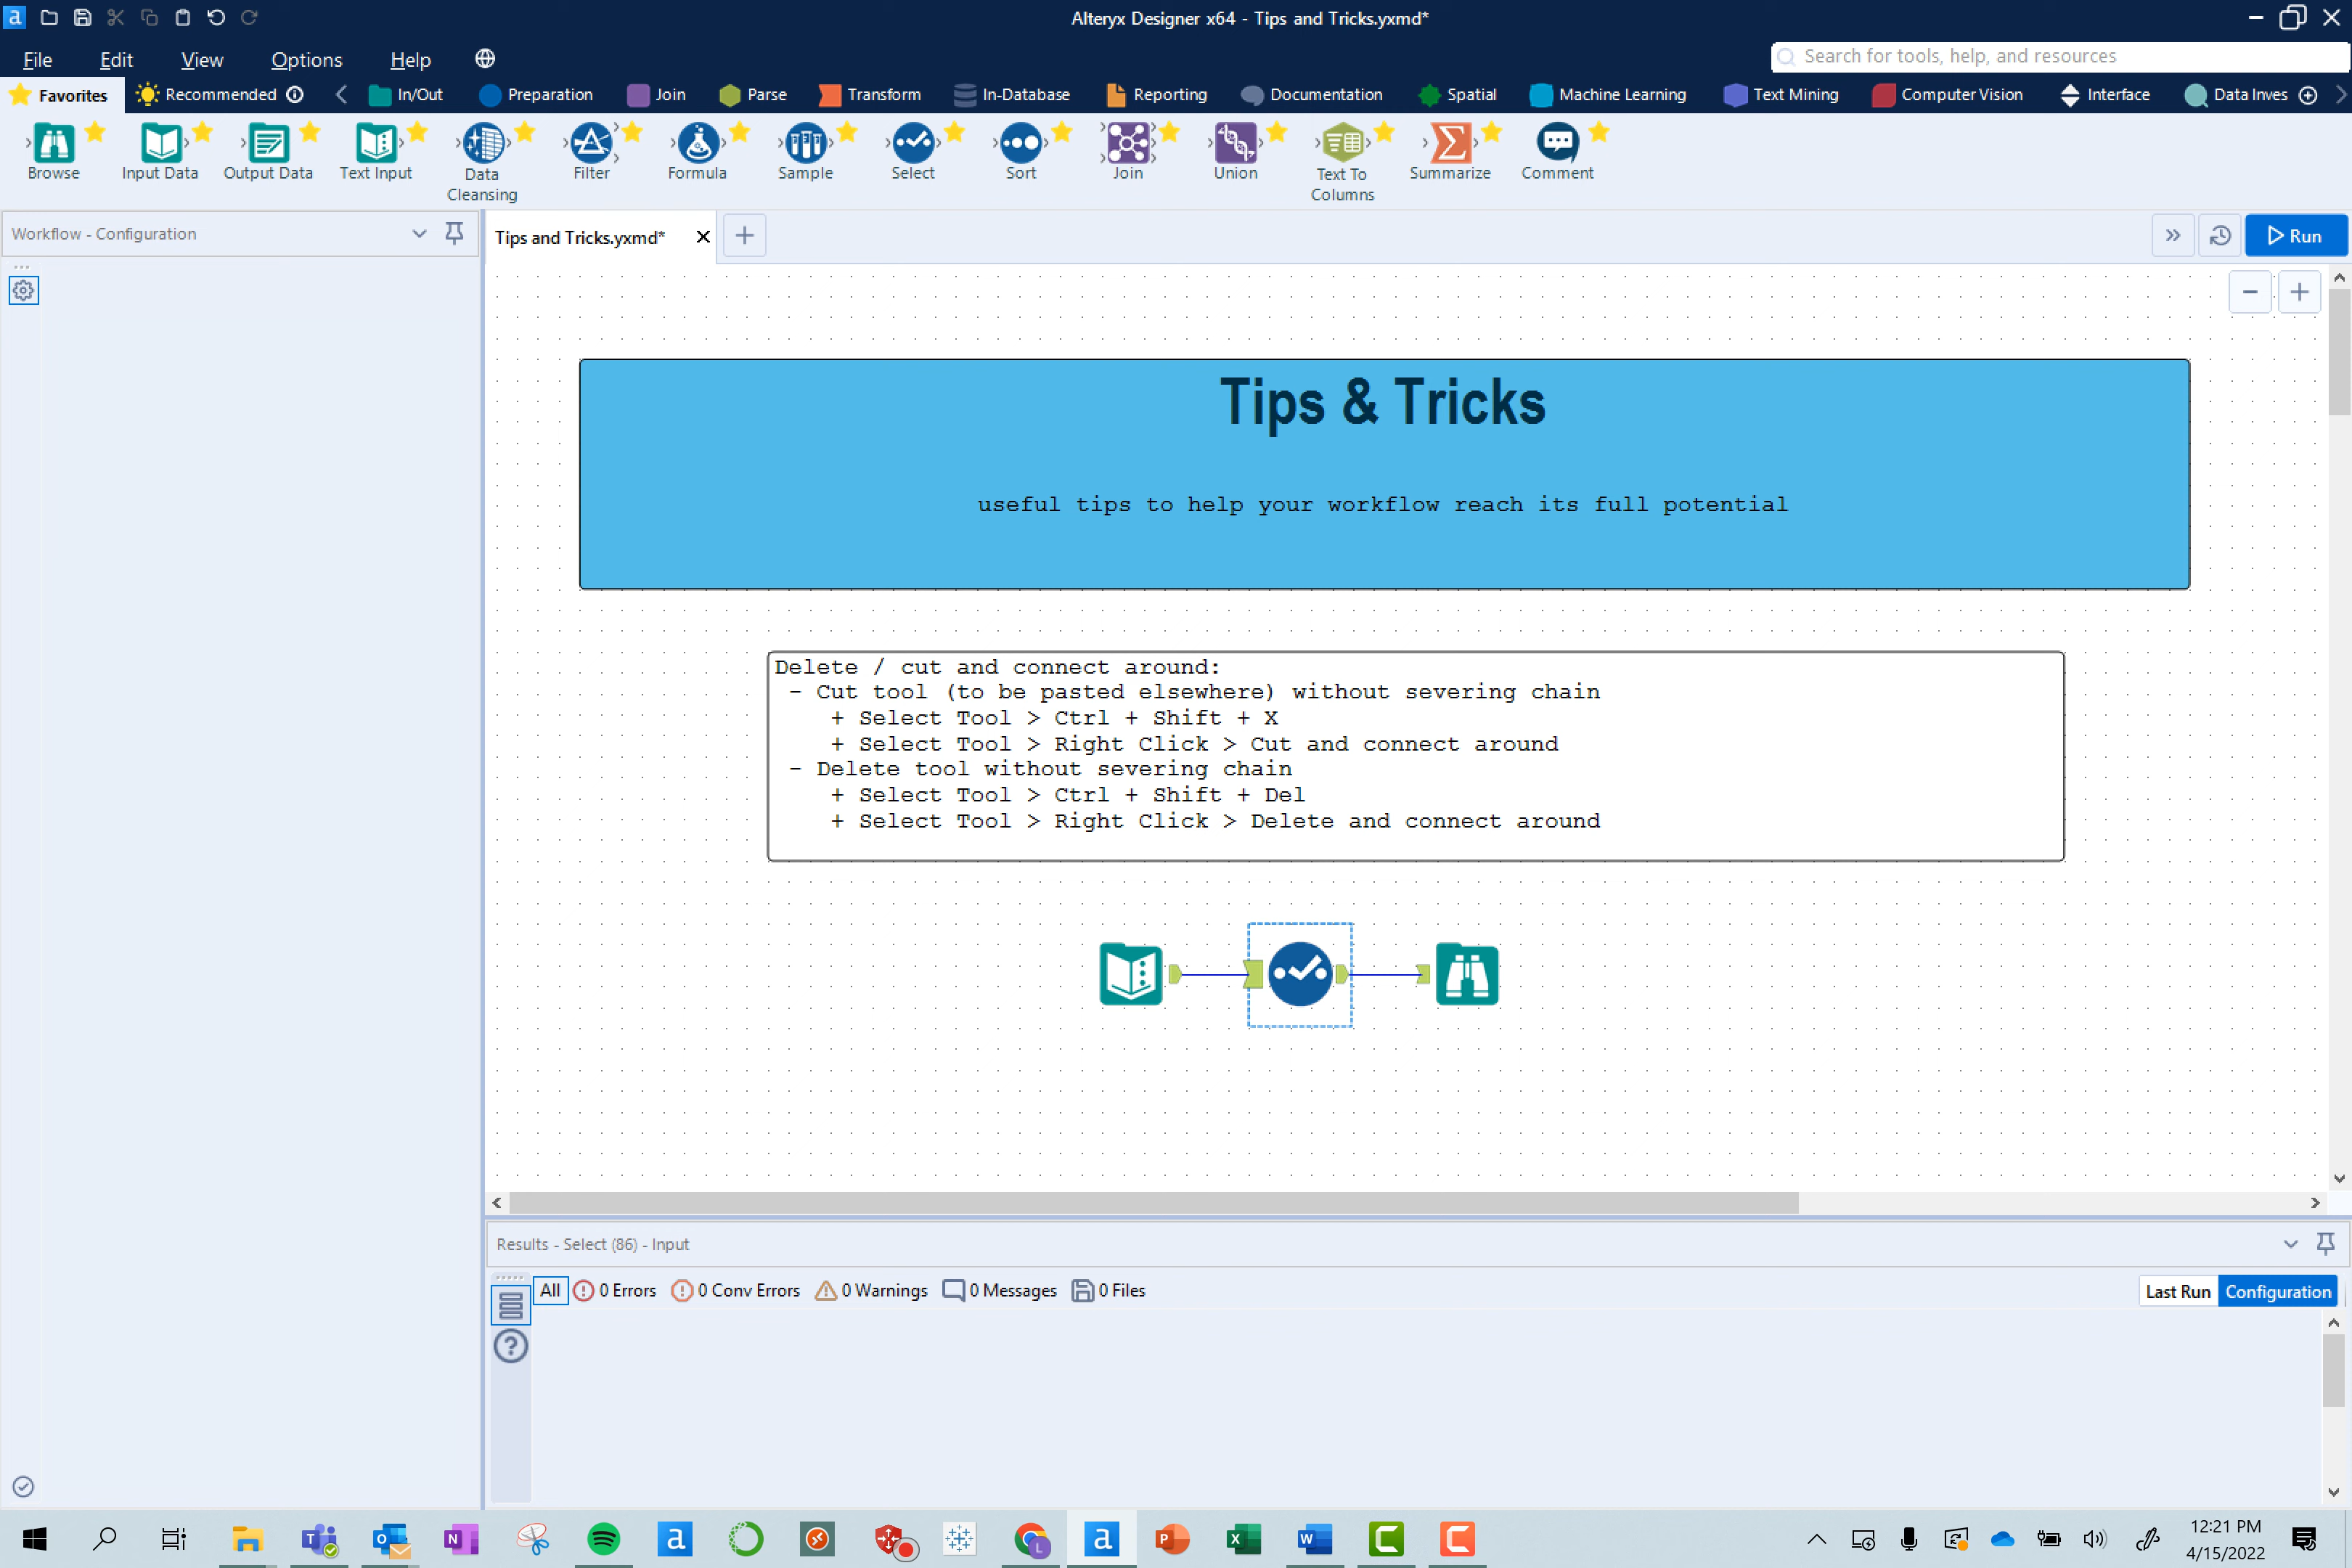 Alteryx Designer x64 - Tips and Tricks.yxmd*
File Edit View Options Help
Search for tools, help, and resources
Favorites Recommended In/Out Preparation Join Parse Transform In-Database Reporting Documentation Spatial Machine Learning Text Mining Computer Vision Interface Data Inves
Browse Input Data Output Data Text Input Data Cleansing Filter Formula Sample Select Sort Join Union Text To Columns Summarize Comment
Workflow - Configuration
Tips and Tricks.yxmd*
Run
Tips & Tricks
useful tips to help your workflow reach its full potential
Delete / cut and connect around:
- Cut tool (to be pasted elsewhere) without severing chain
+ Select Tool > Ctrl + Shift + X
+ Select Tool > Right Click > Cut and connect around
- Delete tool without severing chain
+ Select Tool > Ctrl + Shift + Del
+ Select Tool > Right Click > Delete and connect around
Results - Select (86) - Input
All 0 Errors 0 Conv Errors 0 Warnings 0 Messages 0 Files
Last Run Configuration
12:21 PM
4/15/2022